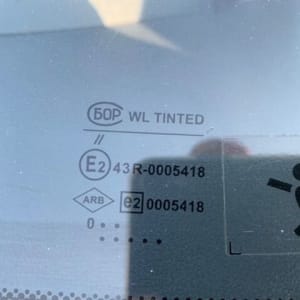 БОР WL TINTED
//
E2 43R-0005418
ARB e2 0005418
0 • •
• • • • •